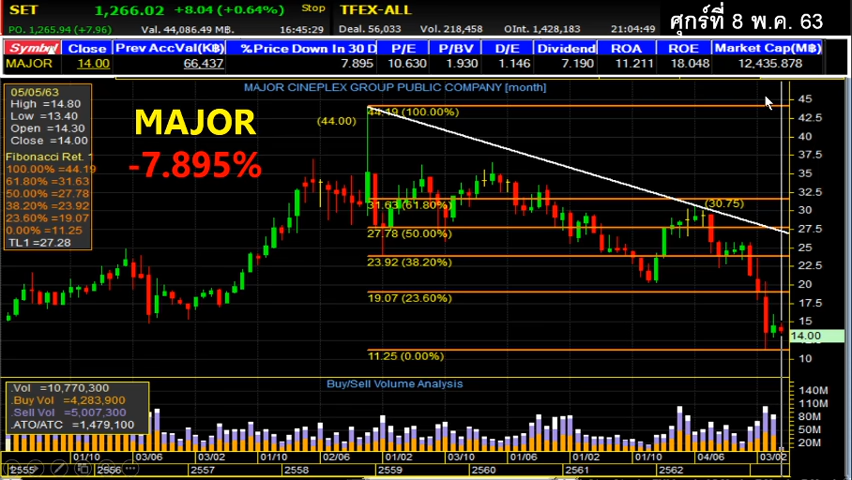 SET 1,266.02 +8.04 (+0.64%) Stop TFEX-ALL
ศุกร์ที่ 8 พ.ค. 63
PO. 1,265.94 (+7.96) Val. 44,086.49 M฿. 16:45:29 Deal. 56,033 Vol. 218,458 OI. 1,428,183 21:04:49
Symbol Close Prev AccVal(K฿) %Price Down In 30 D P/E P/BV D/E Dividend ROA ROE Market Cap(M฿)
MAJOR 14.00 66,437 7.895 10.630 1.930 1.146 7.190 11.211 18.048 12,435.878
MAJOR CINEPLEX GROUP PUBLIC COMPANY [month]
05/05/63
High =14.80
Low =13.40
Open =14.30
Close =14.00
Fibonacci Ret. 1
100.00% =44.19
61.80% =31.63
50.00% =27.78
38.20% =23.92
23.60% =19.07
0.00% =11.25
TL1 =27.28
MAJOR
-7.895%
(44.00)
44.19 (100.00%)
31.63 (61.80%)
(30.75)
27.78 (50.00%)
23.92 (38.20%)
19.07 (23.60%)
11.25 (0.00%)
45
42.5
40
37.5
35
32.5
30
27.5
25
22.5
20
17.5
15
14.00
10
Buy/Sell Volume Analysis
.Vol =10,770,300
.Buy Vol =4,283,900
.Sell Vol =5,007,300
.ATO/ATC =1,479,100
140M
110M
80M
50M
20M
01/10 03/06 03/02 01/10 02/06 01/02 03/10 01/06 01/02 01/10 04/06 03/02
2555 2556 2557 2558 2559 2560 2561 2562